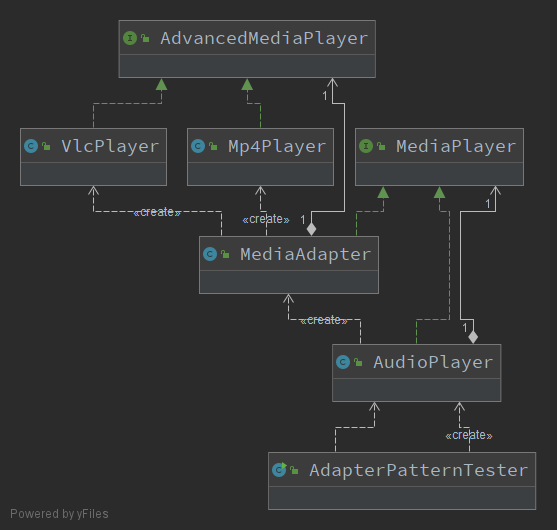 I AdvancedMediaPlayer
1
C VlcPlayer
C Mp4Player
I MediaPlayer
«create»
«create»
1
1
C MediaAdapter
«create»
1
C AudioPlayer
«create»
C AdapterPatternTester
Powered by yFiles